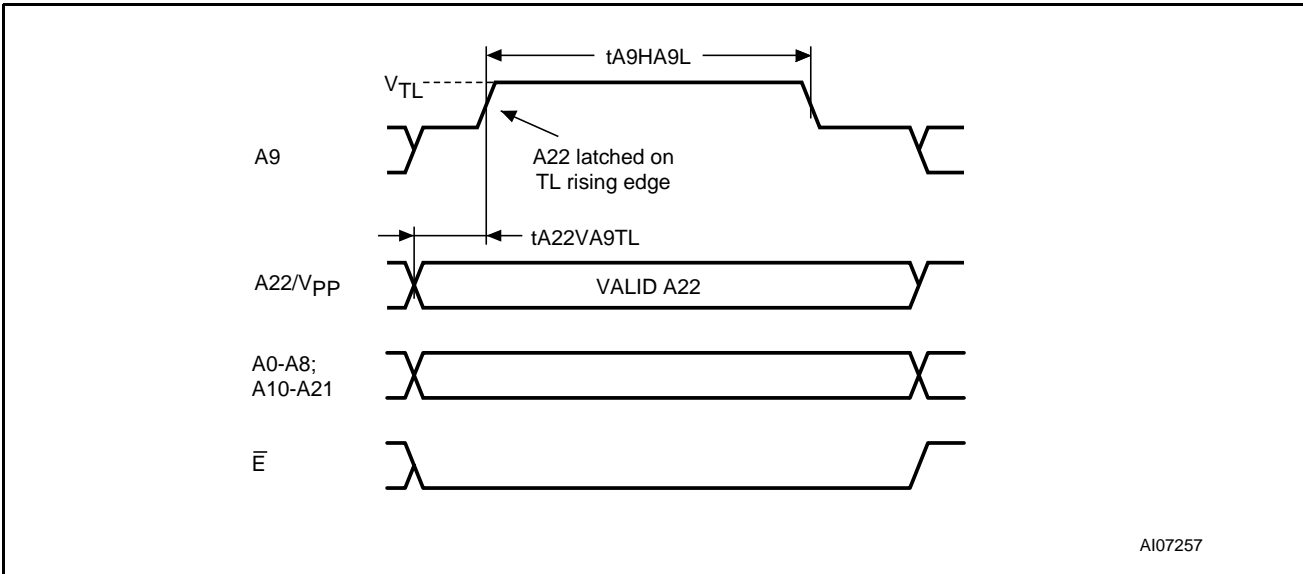 tA9HA9L
VTL
A9
A22 latched on
TL rising edge
tA22VA9TL
A22/VPP
VALID A22
A0-A8;
A10-A21
E̅
AI07257